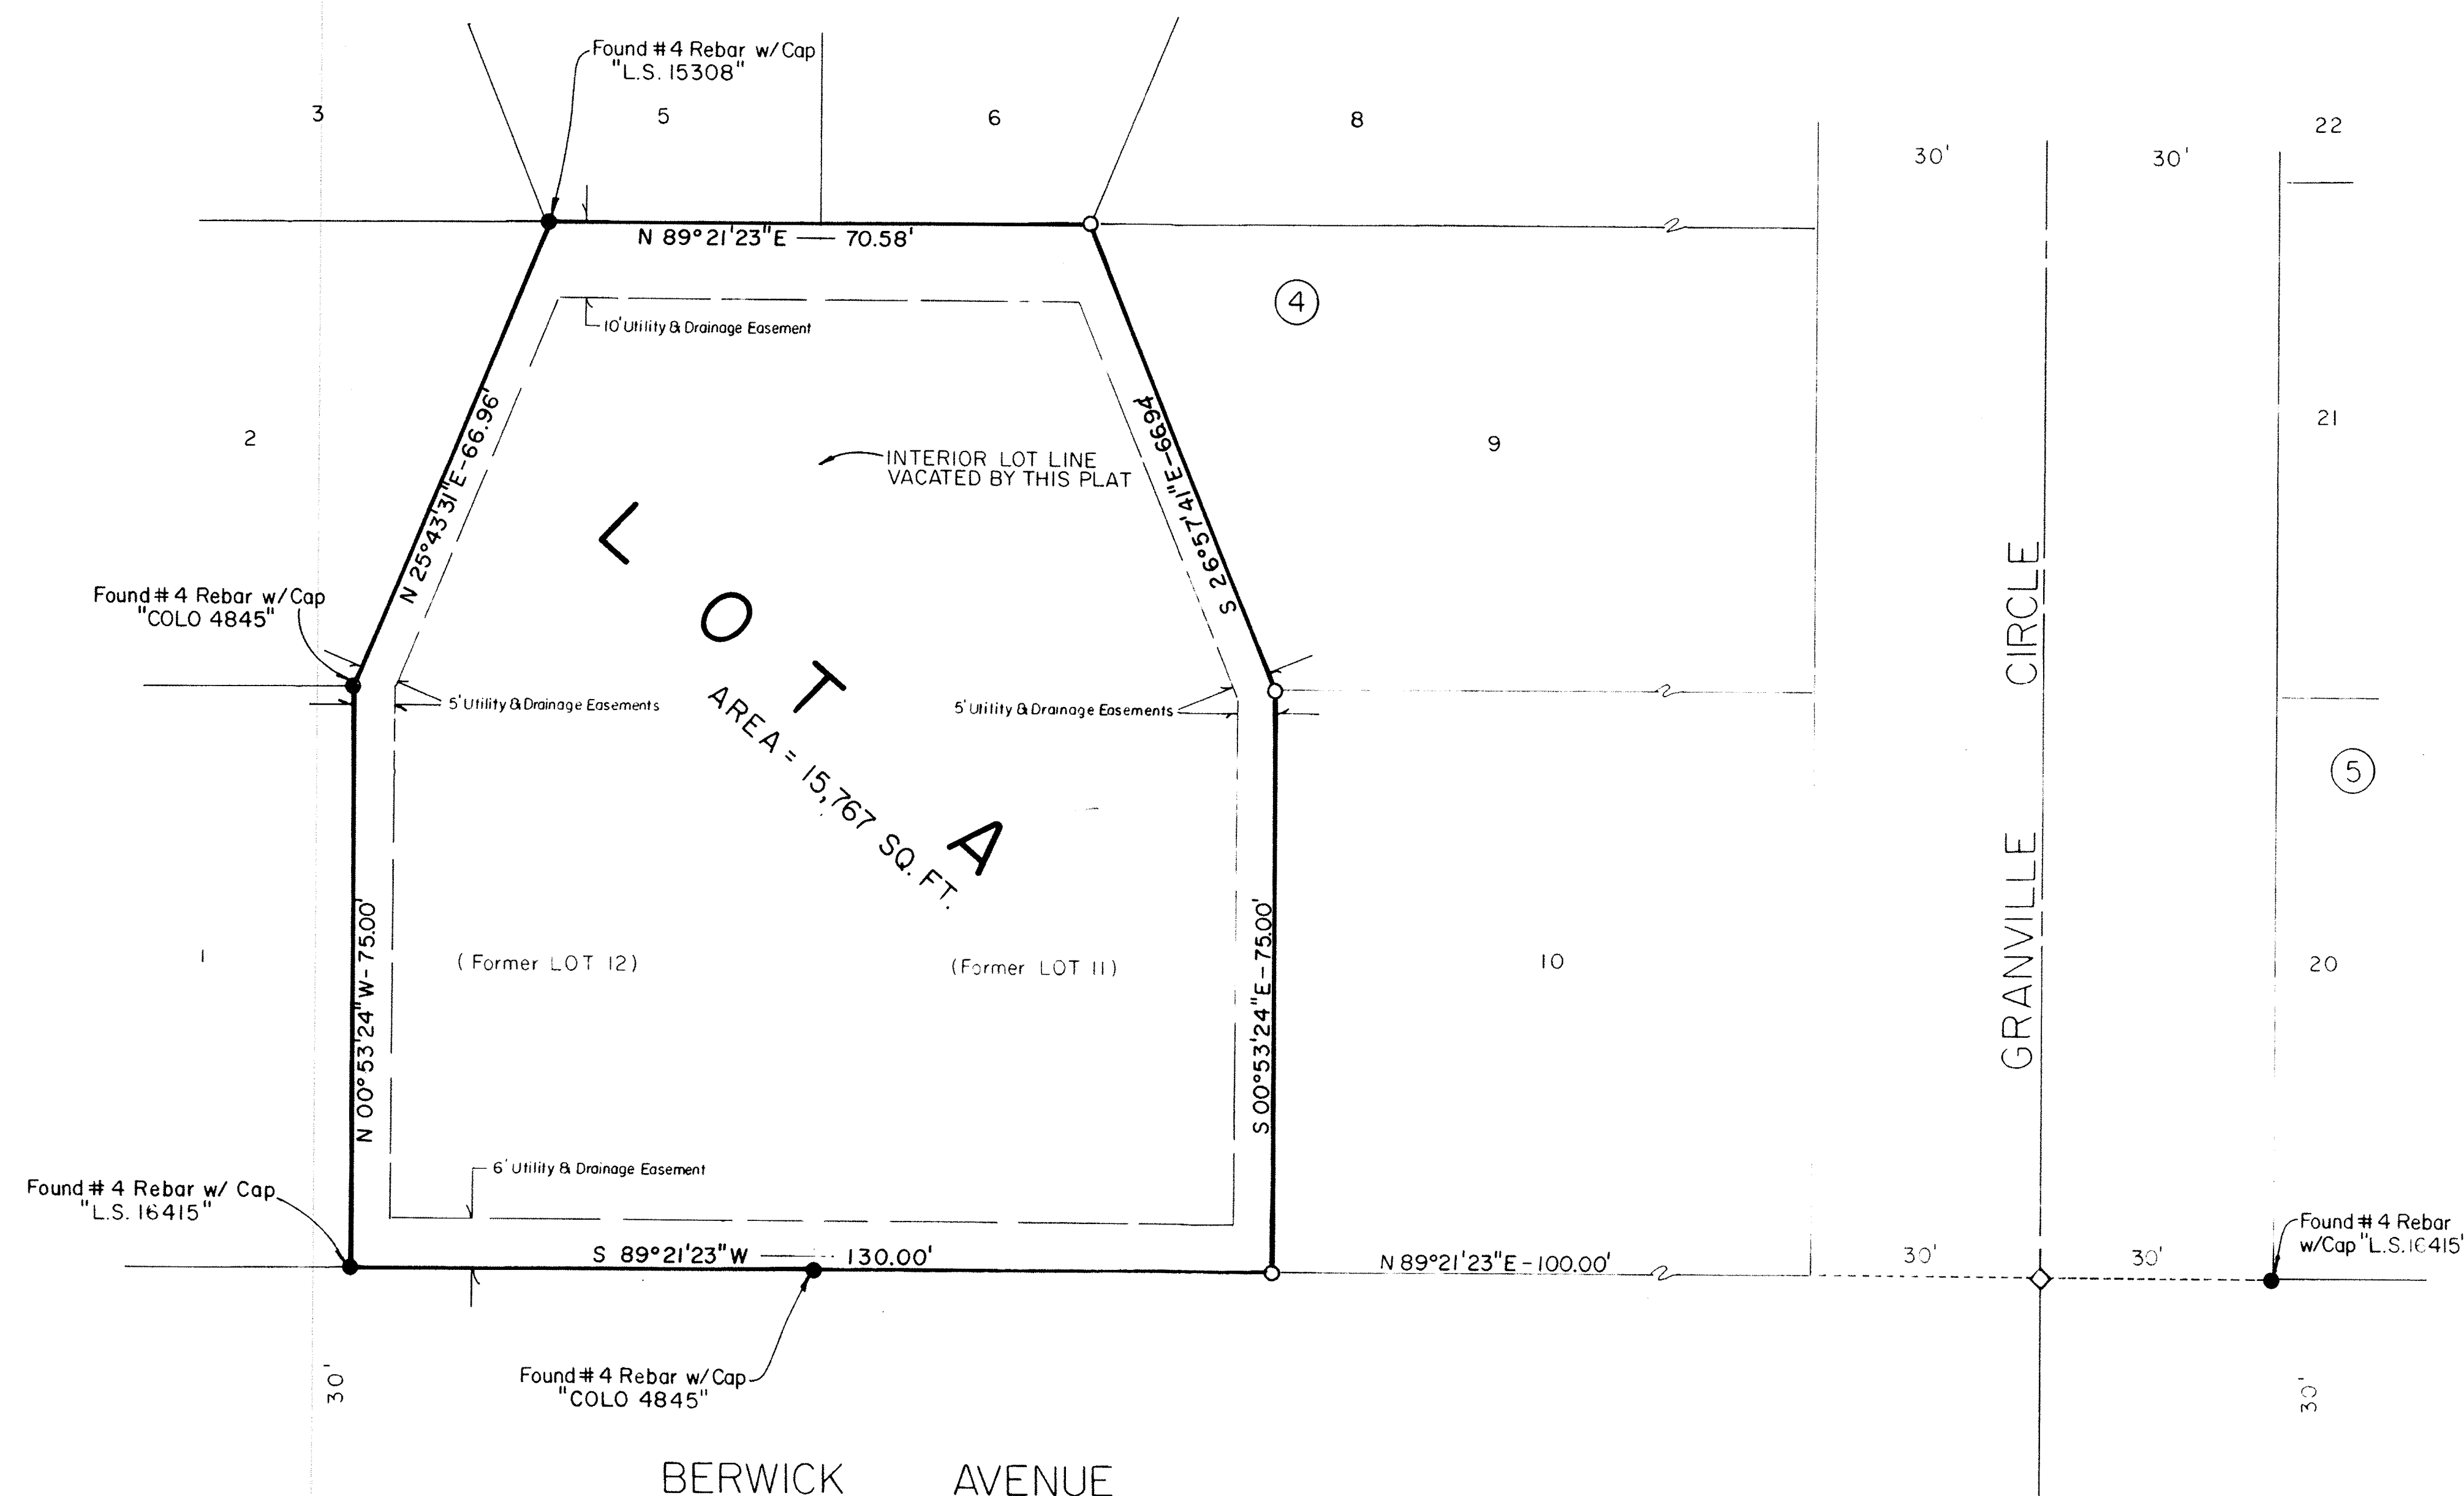 Found #4 Rebar w/Cap
"L.S. 15308"
3
5
6
8
22
30'
30'
N 89°21'23"E — 70.58'
4
10' Utility & Drainage Easement
2
N 25°43'31"E-66.96'
S 26°57'41"E-66.94'
9
21
INTERIOR LOT LINE
VACATED BY THIS PLAT
LOT A
AREA = 15,767 SQ. FT.
Found #4 Rebar w/Cap
"COLO 4845"
5' Utility & Drainage Easements
5' Utility & Drainage Easements
GRANVILLE CIRCLE
5
1
N 00°53'24"W-75.00'
(Former LOT 12)
(Former LOT 11)
S 00°53'24"E-75.00'
10
20
6' Utility & Drainage Easement
Found #4 Rebar w/ Cap
"L.S. 16415"
S 89°21'23"W — 130.00'
N 89°21'23"E-100.00'
30'
30'
Found #4 Rebar
w/Cap "L.S. 16415"
Found #4 Rebar w/Cap
"COLO 4845"
30'
30'
BERWICK AVENUE